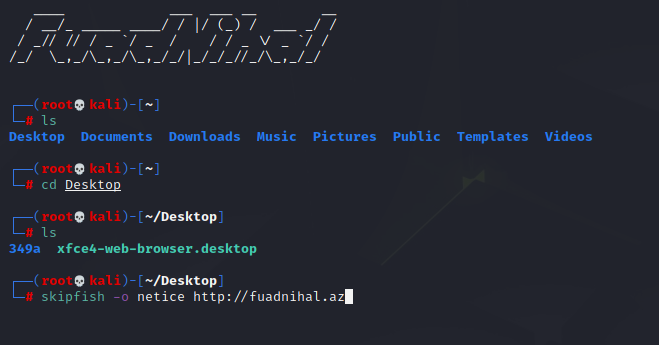 FuadNihal
┌──(root💀kali)-[~]
└─# ls
Desktop Documents Downloads Music Pictures Public Templates Videos
┌──(root💀kali)-[~]
└─# cd Desktop
┌──(root💀kali)-[~/Desktop]
└─# ls
349a xfce4-web-browser.desktop
┌──(root💀kali)-[~/Desktop]
└─# skipfish -o netice http://fuadnihal.az